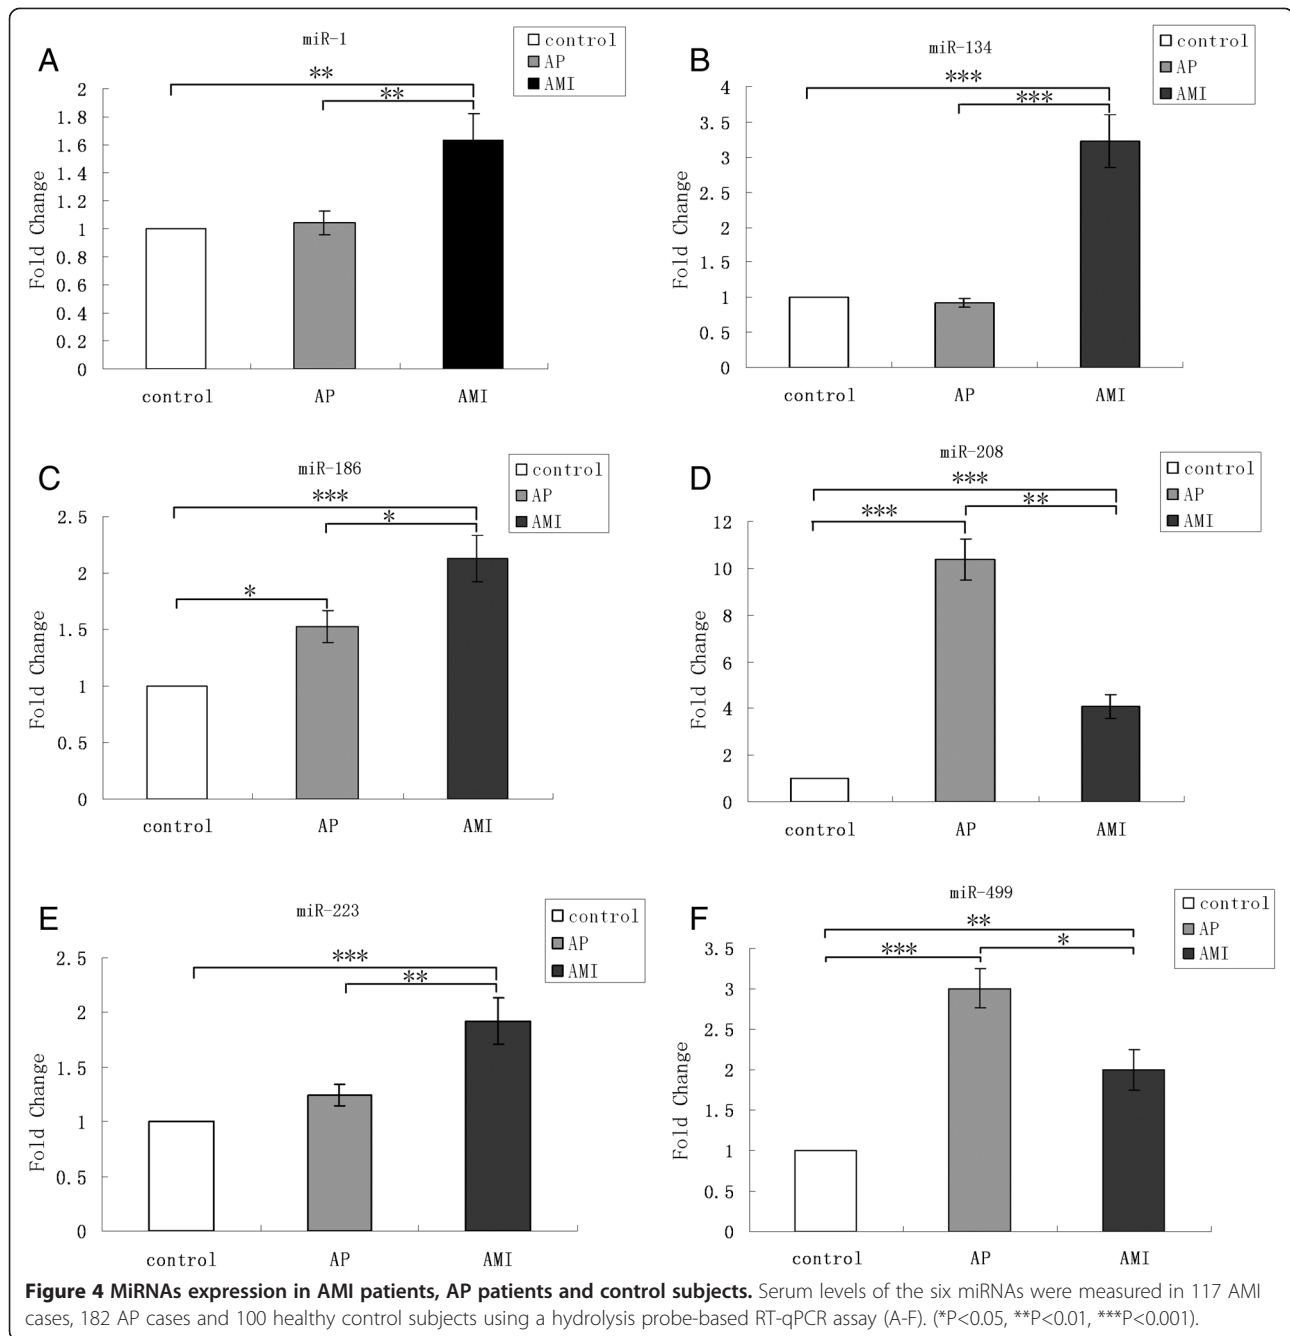 A
miR-1
control
AP
AMI
**
**
Fold Change
2
1.8
1.6
1.4
1.2
1
0.8
0.6
0.4
0.2
0
control AP AMI
B
miR-134
control
AP
AMI
***
***
Fold Change
4
3.5
3
2.5
2
1.5
1
0.5
0
control AP AMI
C
miR-186
control
AP
AMI
***
*
*
Fold Change
2.5
2
1.5
1
0.5
0
control AP AMI
D
miR-208
control
AP
AMI
***
**
***
Fold Change
12
10
8
6
4
2
0
control AP AMI
E
miR-223
control
AP
AMI
***
**
Fold Change
2.5
2
1.5
1
0.5
0
control AP AMI
F
miR-499
control
AP
AMI
**
*
***
Fold Change
3.5
3
2.5
2
1.5
1
0.5
0
control AP AMI
Figure 4 MiRNAs expression in AMI patients, AP patients and control subjects. Serum levels of the six miRNAs were measured in 117 AMI
cases, 182 AP cases and 100 healthy control subjects using a hydrolysis probe-based RT-qPCR assay (A-F). (*P<0.05, **P<0.01, ***P<0.001).